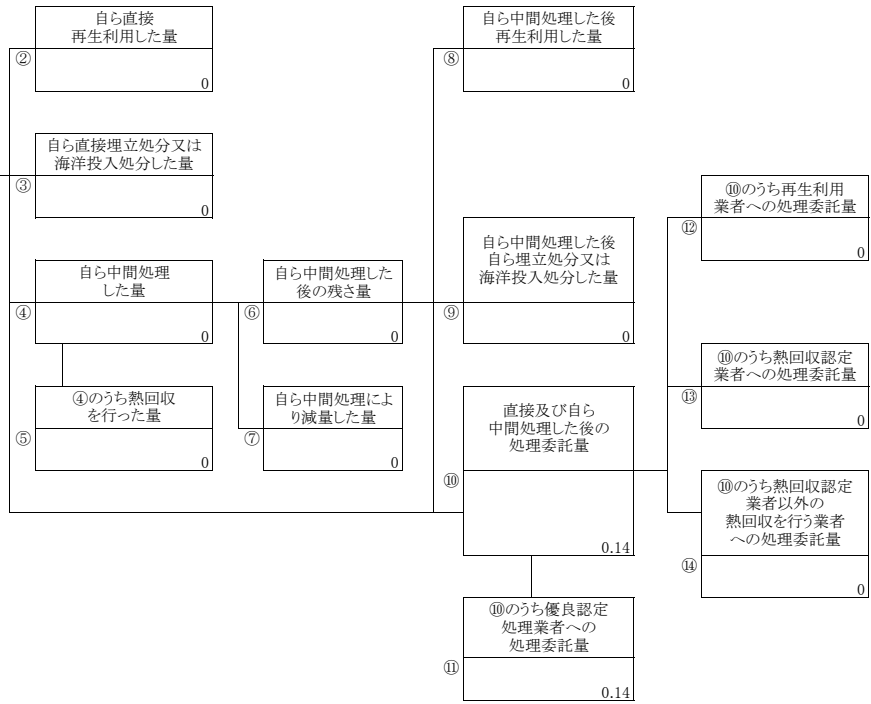 自ら直接
再生利用した量
②
0
自ら中間処理した後
再生利用した量
⑧
0
自ら直接埋立処分又は
海洋投入処分した量
③
0
⑩のうち再生利用
業者への処理委託量
⑫
0
自ら中間処理
した量
④
0
自ら中間処理した
後の残さ量
⑥
0
自ら中間処理した後
自ら埋立処分又は
海洋投入処分した量
⑨
0
⑩のうち熱回収認定
業者への処理委託量
⑬
0
④のうち熱回収
を行った量
⑤
0
自ら中間処理によ
り減量した量
⑦
0
直接及び自ら
中間処理した後の
処理委託量
⑩
0.14
⑩のうち熱回収認定
業者以外の
熱回収を行う業者
への処理委託量
⑭
0
⑩のうち優良認定
処理業者への
処理委託量
⑪
0.14